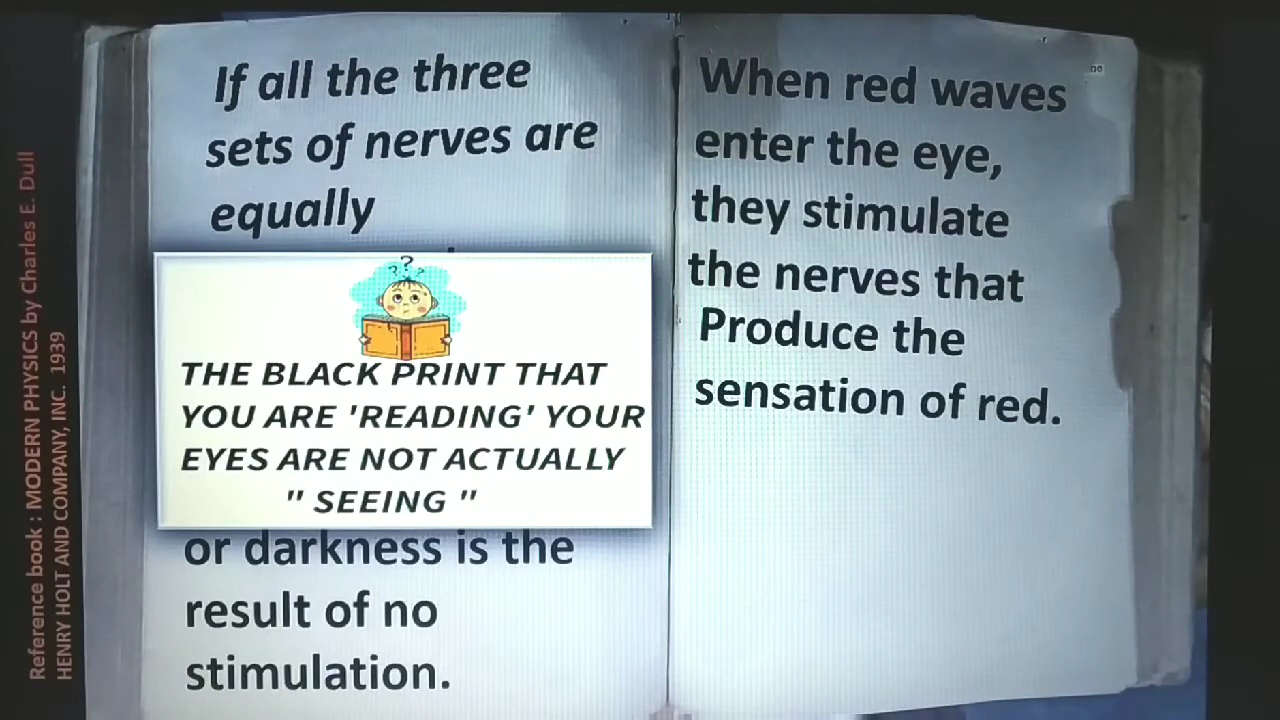 Reference book : MODERN PHYSICS by Charles E. Dull
HENRY HOLT AND COMPANY, INC. 1939
If all the three
sets of nerves are
equally
? ? ?
THE BLACK PRINT THAT
YOU ARE 'READING' YOUR
EYES ARE NOT ACTUALLY
" SEEING "
or darkness is the
result of no
stimulation.
When red waves
enter the eye,
they stimulate
the nerves that
Produce the
sensation of red.